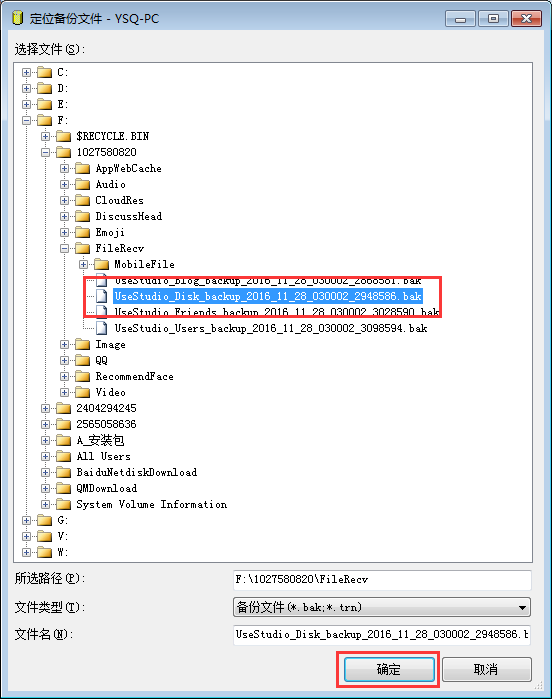 定位备份文件 - YSQ-PC
选择文件(S):
C:
D:
E:
F:
$RECYCLE.BIN
1027580820
AppWebCache
Audio
CloudRes
DiscussHead
Emoji
FileRecv
MobileFile
UseStudio_Blog_backup_2016_11_28_030002_2868581.bak
UseStudio_Disk_backup_2016_11_28_030002_2948586.bak
UseStudio_Friends_backup_2016_11_28_030002_3028590.bak
UseStudio_Users_backup_2016_11_28_030002_3098594.bak
Image
QQ
RecommendFace
Video
2404294245
2565058636
A_安装包
All Users
BaiduNetdiskDownload
QMDownload
System Volume Information
G:
V:
W:
所选路径(P):
F:\1027580820\FileRecv
文件类型(T):
备份文件(*.bak;*.trn)
文件名(N):
UseStudio_Disk_backup_2016_11_28_030002_2948586.b
确定
取消